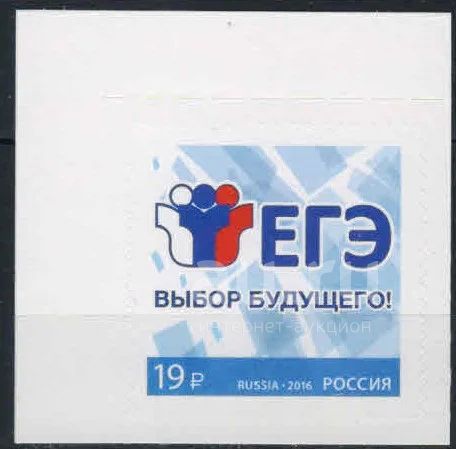 ЕГЭ
ВЫБОР БУДУЩЕГО!
интернет-аукцион
19 ₽ RUSSIA · 2016 РОССИЯ